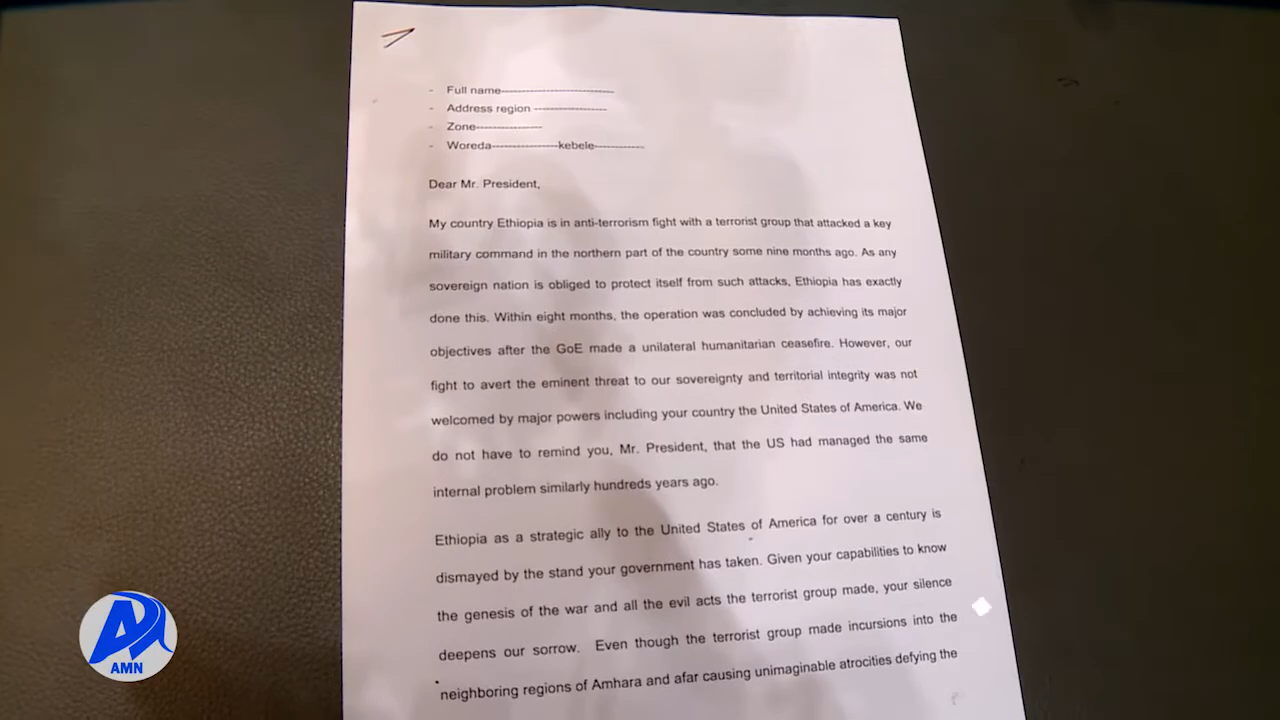 - Full name----------------------------
- Address region ------------------
- Zone----------------
- Woreda----------------kebele------------
Dear Mr. President,
My country Ethiopia is in anti-terrorism fight with a terrorist group that attacked a key
military command in the northern part of the country some nine months ago. As any
sovereign nation is obliged to protect itself from such attacks, Ethiopia has exactly
done this. Within eight months, the operation was concluded by achieving its major
objectives after the GoE made a unilateral humanitarian ceasefire. However, our
fight to avert the eminent threat to our sovereignty and territorial integrity was not
welcomed by major powers including your country the United States of America. We
do not have to remind you, Mr. President, that the US had managed the same
internal problem similarly hundreds years ago.
Ethiopia as a strategic ally to the United States of America for over a century is
dismayed by the stand your government has taken. Given your capabilities to know
the genesis of the war and all the evil acts the terrorist group made, your silence
deepens our sorrow. Even though the terrorist group made incursions into the
neighboring regions of Amhara and afar causing unimaginable atrocities defying the
AMN